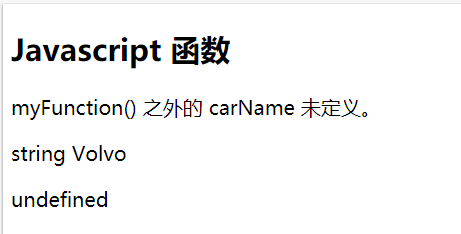 Javascript 函数
myFunction() 之外的 carName 未定义。
string Volvo
undefined